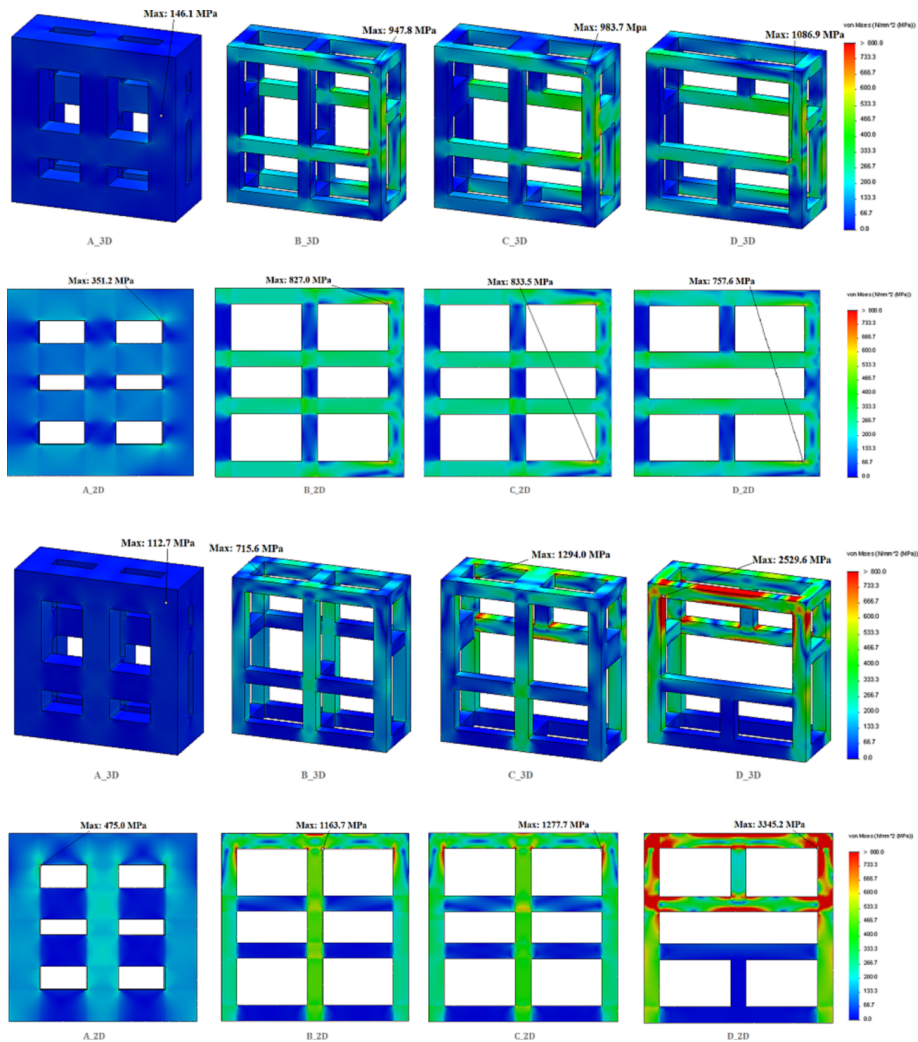 Max: 146.1 MPa
Max: 947.8 MPa
Max: 983.7 Mpa
Max: 1086.9 MPa
von Mises (N/mm^2 (MPa))
> 800.0
733.3
666.7
600.0
533.3
466.7
400.0
333.3
266.7
200.0
133.3
66.7
0.0
A_3D
B_3D
C_3D
D_3D
Max: 351.2 MPa
Max: 827.0 MPa
Max: 833.5 MPa
Max: 757.6 MPa
von Mises (N/mm^2 (MPa))
> 800.0
733.3
666.7
600.0
533.3
466.7
400.0
333.3
266.7
200.0
133.3
66.7
0.0
A_2D
B_2D
C_2D
D_2D
Max: 112.7 MPa
Max: 715.6 MPa
Max: 1294.0 MPa
Max: 2529.6 MPa
von Mises (N/mm^2 (MPa))
> 800.0
733.3
666.7
600.0
533.3
466.7
400.0
333.3
266.7
200.0
133.3
66.7
0.0
A_3D
B_3D
C_3D
D_3D
Max: 475.0 MPa
Max: 1163.7 MPa
Max: 1277.7 MPa
Max: 3345.2 MPa
von Mises (N/mm^2 (MPa))
> 800.0
733.3
666.7
600.0
533.3
466.7
400.0
333.3
266.7
200.0
133.3
66.7
0.0
A_2D
B_2D
C_2D
D_2D